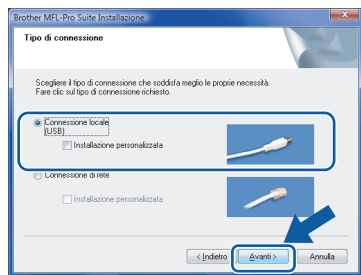 Brother MFL-Pro Suite Installazione
Tipo di connessione
Scegliere il tipo di connessione che soddisfa meglio le proprie necessità.
Fare clic sul tipo di connessione richiesto.
Connessione locale
(USB)
Installazione personalizzata
Connessione di rete
Installazione personalizzata
< Indietro
Avanti >
Annulla